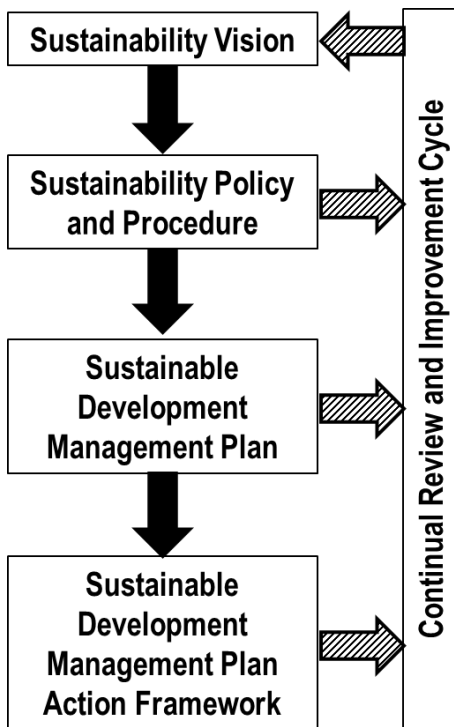 Sustainability Vision
Sustainability Policy
and Procedure
Sustainable
Development
Management Plan
Sustainable
Development
Management Plan
Action Framework
Continual Review and Improvement Cycle